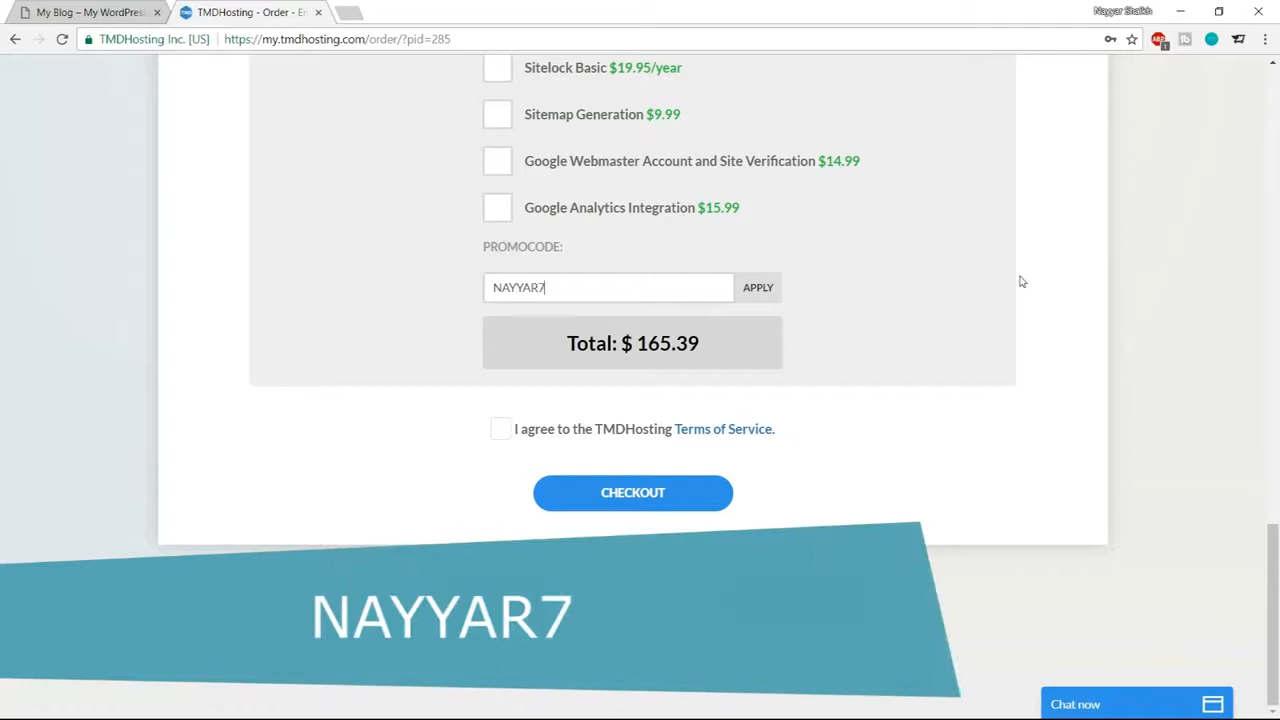 My Blog – My WordPress
TMDHosting - Order - En
Nayyar Shaikh
TMDHosting Inc. [US]
https://my.tmdhosting.com/order/?pid=285
Sitelock Basic $19.95/year
Sitemap Generation $9.99
Google Webmaster Account and Site Verification $14.99
Google Analytics Integration $15.99
PROMOCODE:
NAYYAR7
APPLY
Total: $ 165.39
I agree to the TMDHosting Terms of Service.
CHECKOUT
NAYYAR7
Chat now